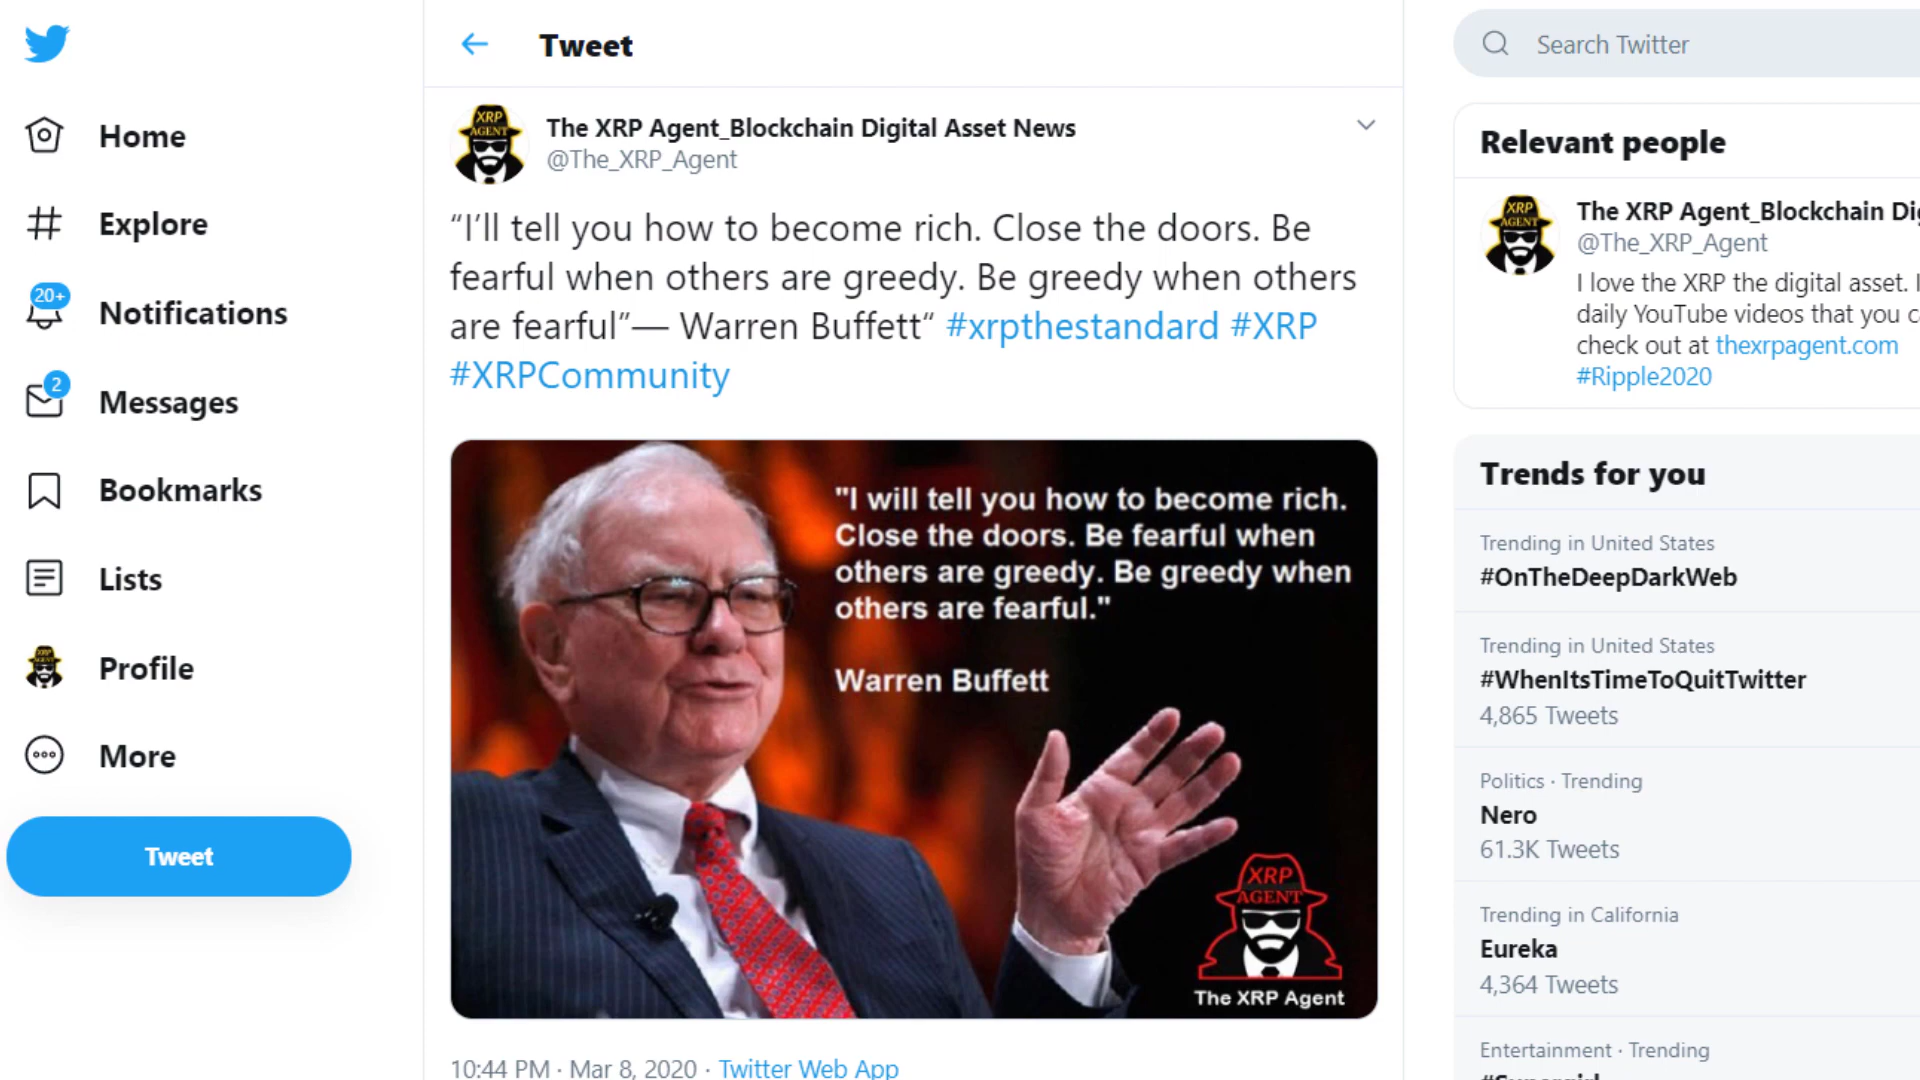 Home
Explore
20+
Notifications
2
Messages
Bookmarks
Lists
Profile
More
Tweet
Tweet
XRP
AGENT
The XRP Agent_Blockchain Digital Asset News
@The_XRP_Agent
“I’ll tell you how to become rich. Close the doors. Be
fearful when others are greedy. Be greedy when others
are fearful”— Warren Buffett“ #xrpthestandard #XRP
#XRPCommunity
"I will tell you how to become rich.
Close the doors. Be fearful when
others are greedy. Be greedy when
others are fearful."
Warren Buffett
XRP
AGENT
The XRP Agent
10:44 PM · Mar 8, 2020 · Twitter Web App
Search Twitter
Relevant people
XRP
AGENT
The XRP Agent_Blockchain
@The_XRP_Agent
I love the XRP the digital asset.
daily YouTube videos that you
check out at thexrpagent.com
#Ripple2020
Trends for you
Trending in United States
#OnTheDeepDarkWeb
Trending in United States
#WhenItsTimeToQuitTwitter
4,865 Tweets
Politics · Trending
Nero
61.3K Tweets
Trending in California
Eureka
4,364 Tweets
Entertainment · Trending